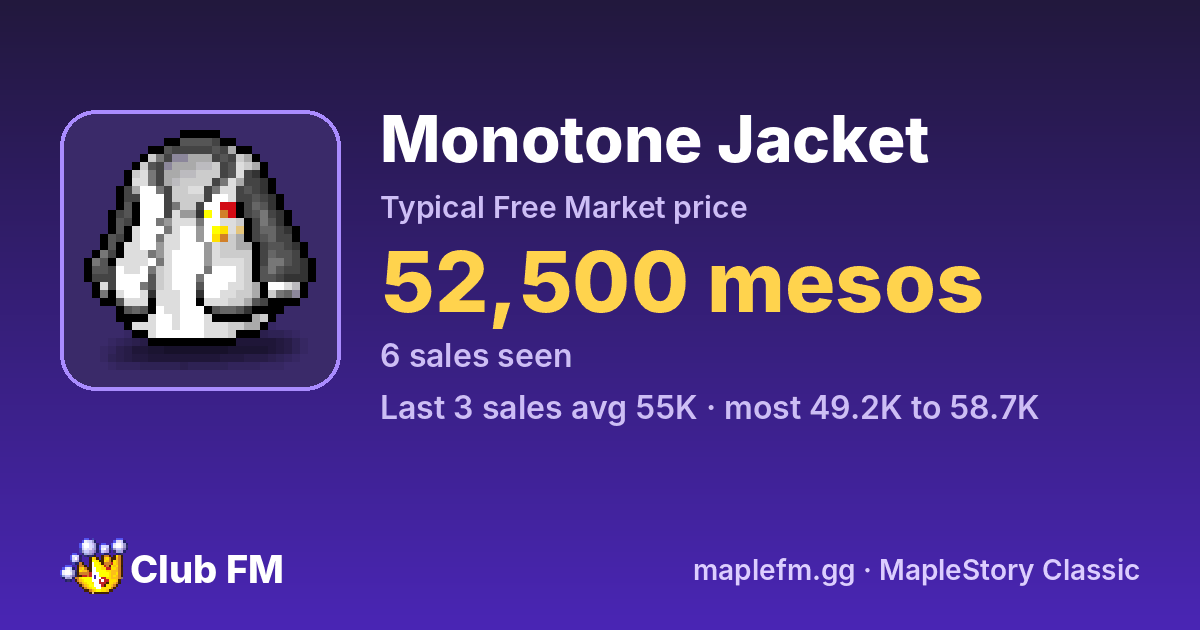 Monotone Jacket
Typical Free Market price
52,500 mesos
6 sales seen
Last 3 sales avg 55K · most 49.2K to 58.7K
Club FM
maplefm.gg · MapleStory Classic